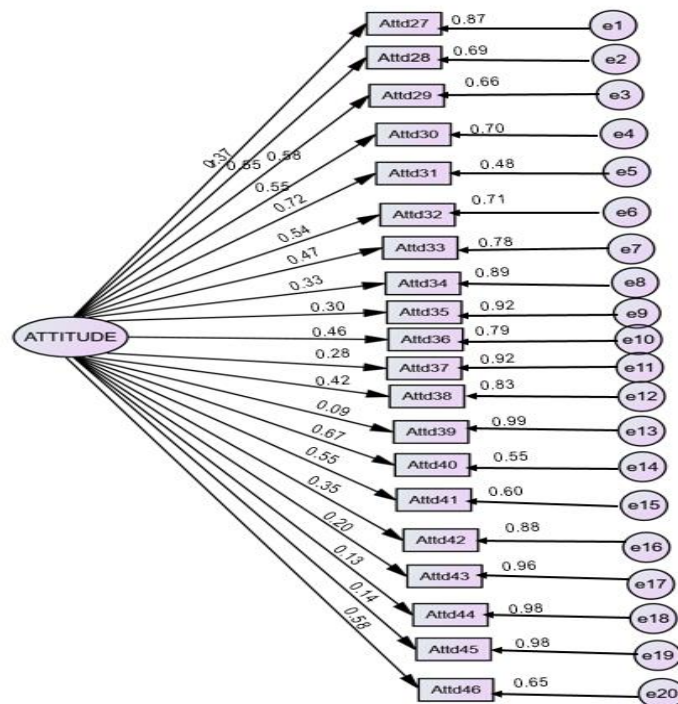 Attd27 0.87 e1
Attd28 0.69 e2
Attd29 0.66 e3
Attd30 0.70 e4
Attd31 0.48 e5
Attd32 0.71 e6
Attd33 0.78 e7
Attd34 0.89 e8
Attd35 0.92 e9
Attd36 0.79 e10
Attd37 0.92 e11
Attd38 0.83 e12
Attd39 0.99 e13
Attd40 0.55 e14
Attd41 0.60 e15
Attd42 0.88 e16
Attd43 0.96 e17
Attd44 0.98 e18
Attd45 0.98 e19
Attd46 0.65 e20
ATTITUDE
0.37
0.55
0.58
0.55
0.72
0.54
0.47
0.33
0.30
0.46
0.28
0.42
0.09
0.67
0.55
0.35
0.20
0.13
0.14
0.58